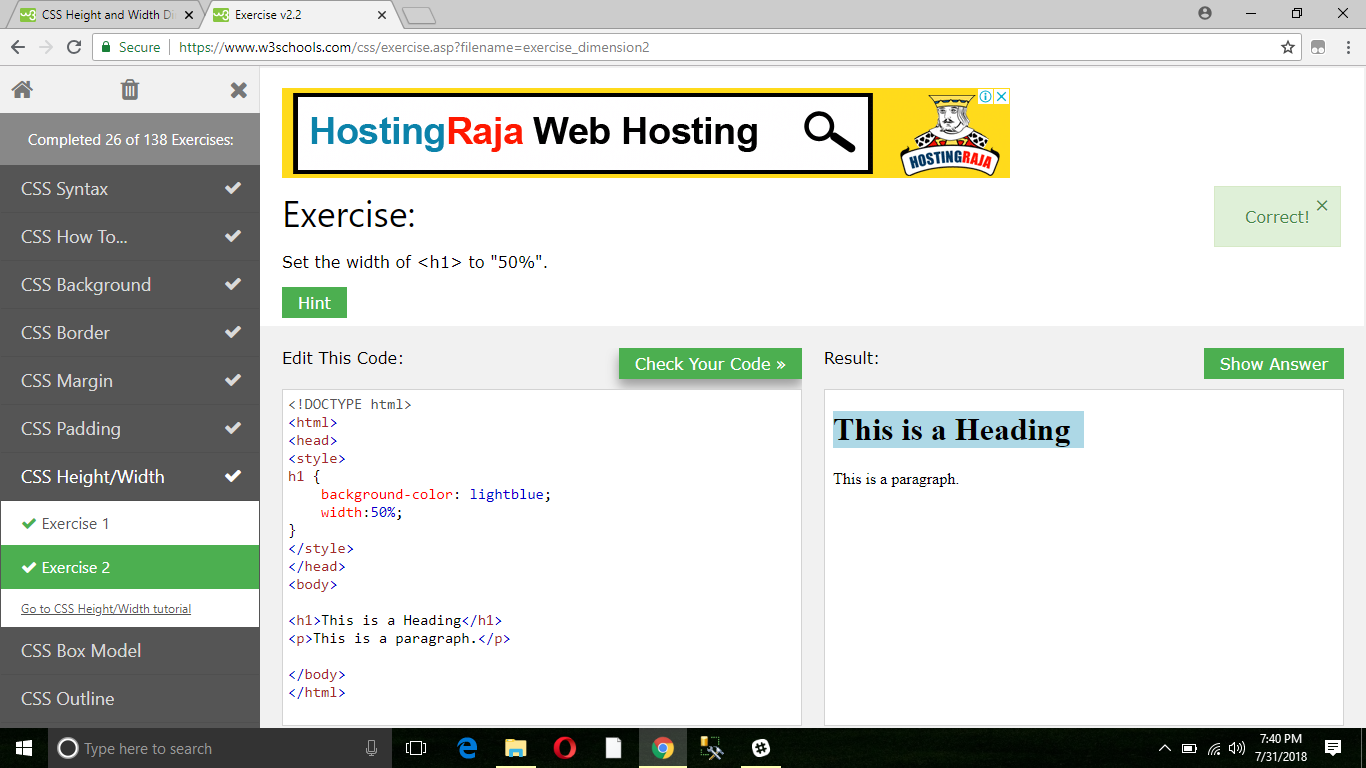 CSS Height and Width Di
Exercise v2.2
Secure
https://www.w3schools.com/css/exercise.asp?filename=exercise_dimension2
Completed 26 of 138 Exercises:
CSS Syntax
CSS How To...
CSS Background
CSS Border
CSS Margin
CSS Padding
CSS Height/Width
Exercise 1
Exercise 2
Go to CSS Height/Width tutorial
CSS Box Model
CSS Outline
HostingRaja Web Hosting
HOSTINGRAJA
Exercise:
Correct!
Set the width of <h1> to "50%".
Hint
Edit This Code:
Check Your Code »
<!DOCTYPE html>
<html>
<head>
<style>
h1 {
    background-color: lightblue;
    width:50%;
}
</style>
</head>
<body>
<h1>This is a Heading</h1>
<p>This is a paragraph.</p>
</body>
</html>
Result:
Show Answer
This is a Heading
This is a paragraph.
Type here to search
7:40 PM
7/31/2018